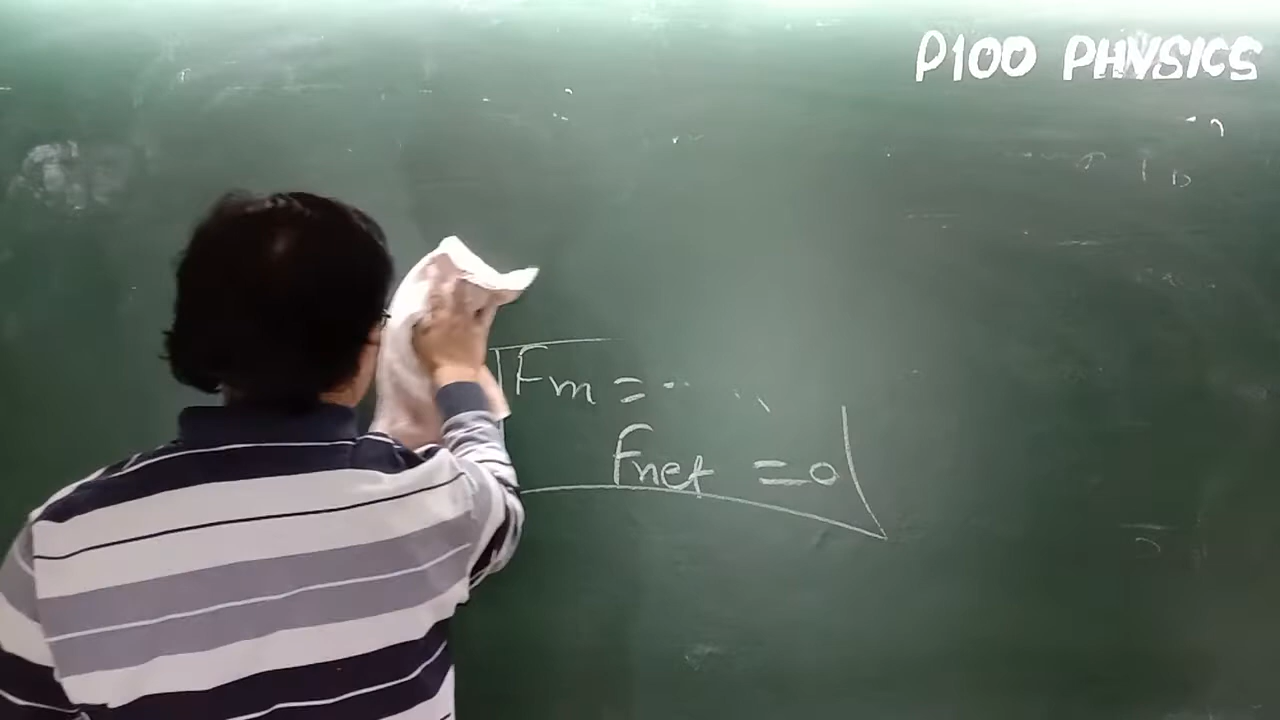 P100 PHYSICS
Fm = ..
Fnet = 0